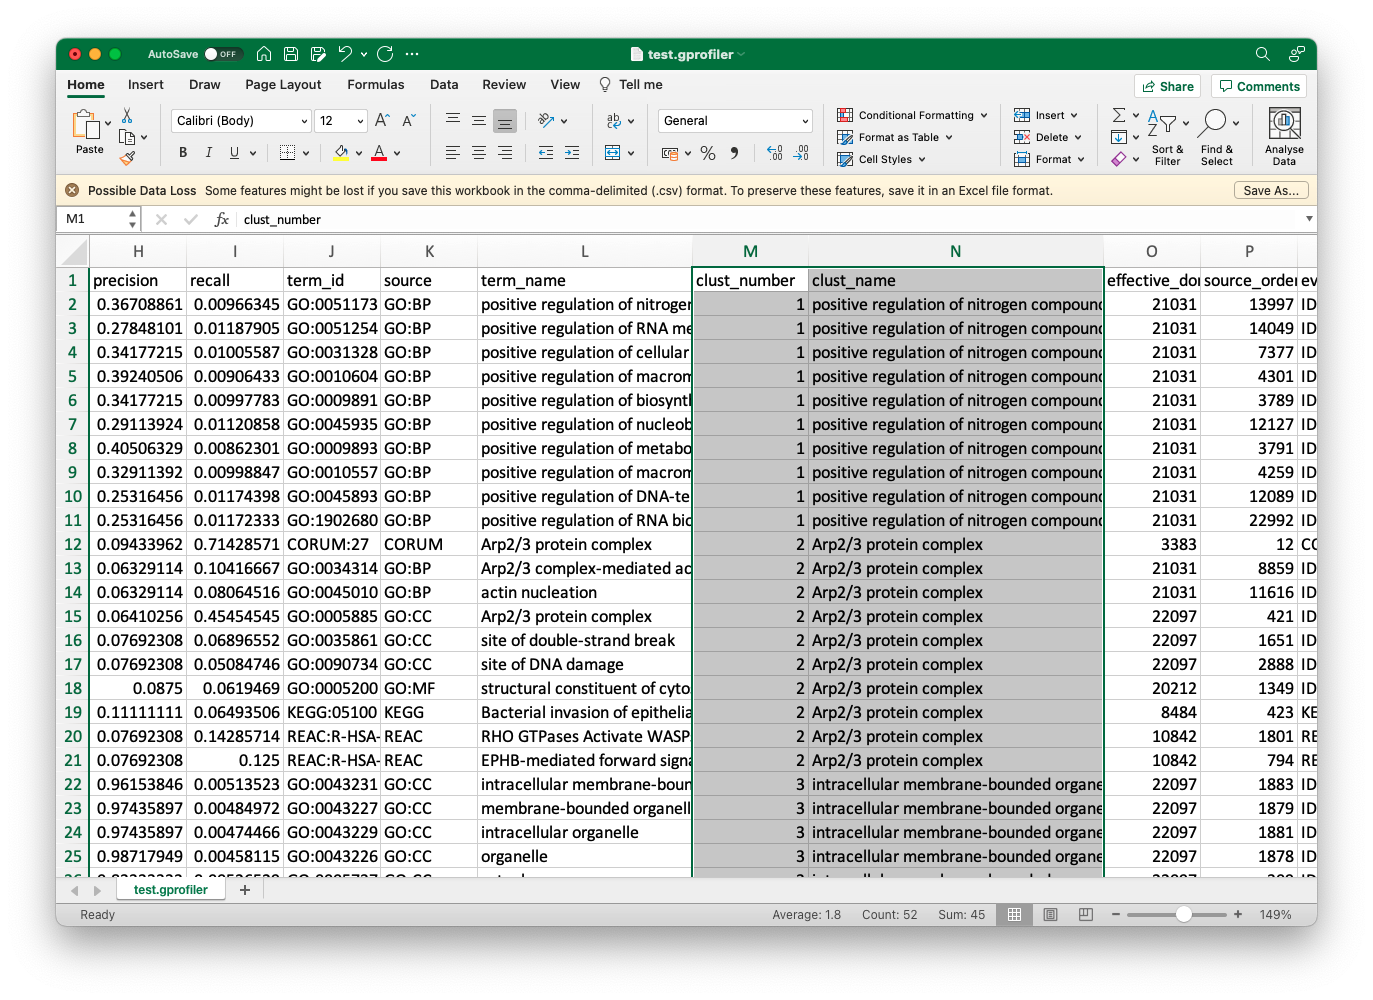 AutoSave OFF test.gprofiler
Home Insert Draw Page Layout Formulas Data Review View Tell me Share Comments
Paste Calibri (Body) 12 A A General Conditional Formatting Insert
B I U A % Format as Table Delete
Cell Styles Format Sort & Filter Find & Select Analyse Data
Possible Data Loss Some features might be lost if you save this workbook in the comma-delimited (.csv) format. To preserve these features, save it in an Excel file format. Save As...
M1 fx clust_number
H I J K L M N O P
1 precision recall term_id source term_name clust_number clust_name effective_do source_orde ev
2 0.36708861 0.00966345 GO:0051173 GO:BP positive regulation of nitroger 1 positive regulation of nitrogen compound 21031 13997 ID
3 0.27848101 0.01187905 GO:0051254 GO:BP positive regulation of RNA me 1 positive regulation of nitrogen compound 21031 14049 ID
4 0.34177215 0.01005587 GO:0031328 GO:BP positive regulation of cellular 1 positive regulation of nitrogen compound 21031 7377 ID
5 0.39240506 0.00906433 GO:0010604 GO:BP positive regulation of macrom 1 positive regulation of nitrogen compound 21031 4301 ID
6 0.34177215 0.00997783 GO:0009891 GO:BP positive regulation of biosynt 1 positive regulation of nitrogen compound 21031 3789 ID
7 0.29113924 0.01120858 GO:0045935 GO:BP positive regulation of nucleob 1 positive regulation of nitrogen compound 21031 12127 ID
8 0.40506329 0.00862301 GO:0009893 GO:BP positive regulation of metabo 1 positive regulation of nitrogen compound 21031 3791 ID
9 0.32911392 0.00998847 GO:0010557 GO:BP positive regulation of macrom 1 positive regulation of nitrogen compound 21031 4259 ID
10 0.25316456 0.01174398 GO:0045893 GO:BP positive regulation of DNA-te 1 positive regulation of nitrogen compound 21031 12089 ID
11 0.25316456 0.01172333 GO:1902680 GO:BP positive regulation of RNA bio 1 positive regulation of nitrogen compound 21031 22992 ID
12 0.09433962 0.71428571 CORUM:27 CORUM Arp2/3 protein complex 2 Arp2/3 protein complex 3383 12 CO
13 0.06329114 0.10416667 GO:0034314 GO:BP Arp2/3 complex-mediated ac 2 Arp2/3 protein complex 21031 8859 ID
14 0.06329114 0.08064516 GO:0045010 GO:BP actin nucleation 2 Arp2/3 protein complex 21031 11616 ID
15 0.06410256 0.45454545 GO:0005885 GO:CC Arp2/3 protein complex 2 Arp2/3 protein complex 22097 421 ID
16 0.07692308 0.06896552 GO:0035861 GO:CC site of double-strand break 2 Arp2/3 protein complex 22097 1651 ID
17 0.07692308 0.05084746 GO:0090734 GO:CC site of DNA damage 2 Arp2/3 protein complex 22097 2888 ID
18 0.0875 0.0619469 GO:0005200 GO:MF structural constituent of cyto 2 Arp2/3 protein complex 20212 1349 ID
19 0.11111111 0.06493506 KEGG:05100 KEGG Bacterial invasion of epithelia 2 Arp2/3 protein complex 8484 423 KE
20 0.07692308 0.14285714 REAC:R-HSA- REAC RHO GTPases Activate WASP 2 Arp2/3 protein complex 10842 1801 RE
21 0.07692308 0.125 REAC:R-HSA- REAC EPHB-mediated forward signa 2 Arp2/3 protein complex 10842 794 RE
22 0.96153846 0.00513523 GO:0043231 GO:CC intracellular membrane-boun 3 intracellular membrane-bounded organe 22097 1883 ID
23 0.97435897 0.00484972 GO:0043227 GO:CC membrane-bounded organell 3 intracellular membrane-bounded organe 22097 1879 ID
24 0.97435897 0.00474466 GO:0043229 GO:CC intracellular organelle 3 intracellular membrane-bounded organe 22097 1881 ID
25 0.98717949 0.00458115 GO:0043226 GO:CC organelle 3 intracellular membrane-bounded organe 22097 1878 ID
test.gprofiler +
Ready Average: 1.8 Count: 52 Sum: 45 149%